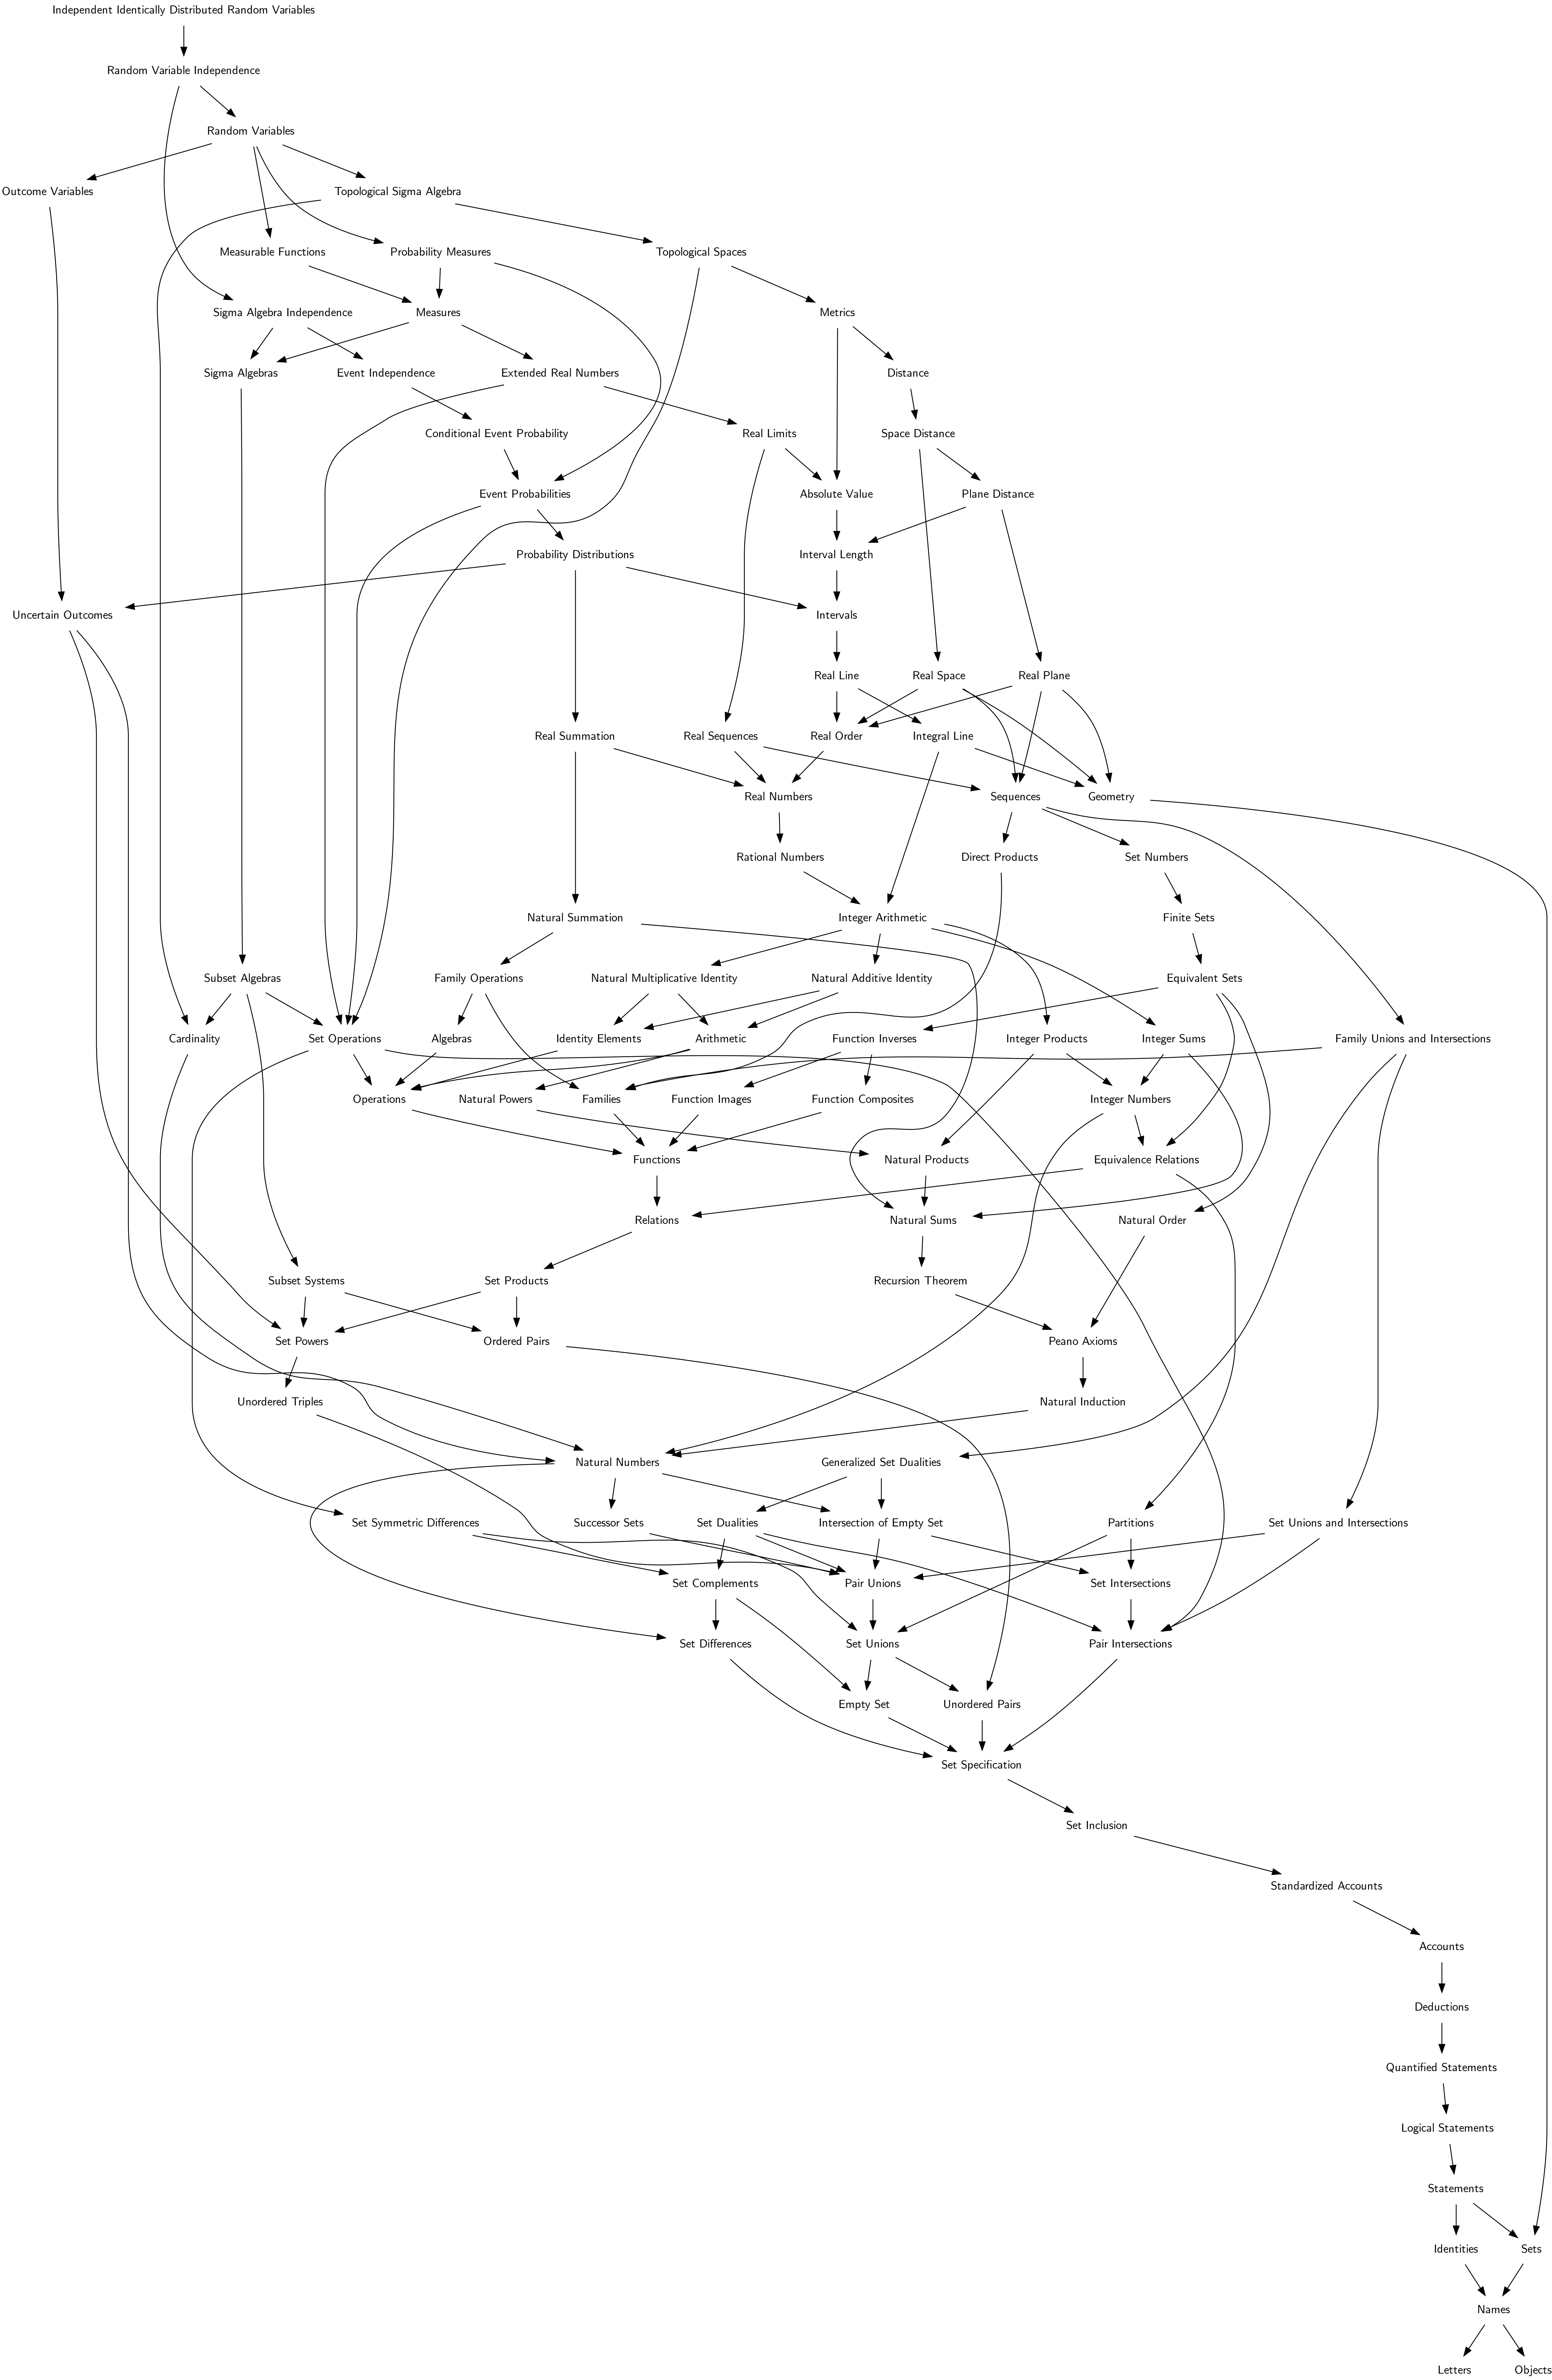 Independent Identically Distributed Random Variables
Random Variable Independence
Random Variables
Outcome Variables
Topological Sigma Algebra
Measurable Functions
Probability Measures
Topological Spaces
Sigma Algebra Independence
Measures
Metrics
Sigma Algebras
Event Independence
Extended Real Numbers
Distance
Conditional Event Probability
Real Limits
Space Distance
Event Probabilities
Absolute Value
Plane Distance
Probability Distributions
Interval Length
Uncertain Outcomes
Intervals
Real Line
Real Space
Real Plane
Real Summation
Real Sequences
Real Order
Integral Line
Real Numbers
Sequences
Geometry
Rational Numbers
Direct Products
Set Numbers
Natural Summation
Integer Arithmetic
Finite Sets
Subset Algebras
Family Operations
Natural Multiplicative Identity
Natural Additive Identity
Equivalent Sets
Cardinality
Set Operations
Algebras
Identity Elements
Arithmetic
Function Inverses
Integer Products
Integer Sums
Family Unions and Intersections
Operations
Natural Powers
Families
Function Images
Function Composites
Integer Numbers
Functions
Natural Products
Equivalence Relations
Relations
Natural Sums
Natural Order
Subset Systems
Set Products
Recursion Theorem
Set Powers
Ordered Pairs
Peano Axioms
Unordered Triples
Natural Induction
Natural Numbers
Generalized Set Dualities
Set Symmetric Differences
Successor Sets
Set Dualities
Intersection of Empty Set
Partitions
Set Unions and Intersections
Set Complements
Pair Unions
Set Intersections
Set Differences
Set Unions
Pair Intersections
Empty Set
Unordered Pairs
Set Specification
Set Inclusion
Standardized Accounts
Accounts
Deductions
Quantified Statements
Logical Statements
Statements
Identities
Sets
Names
Letters
Objects